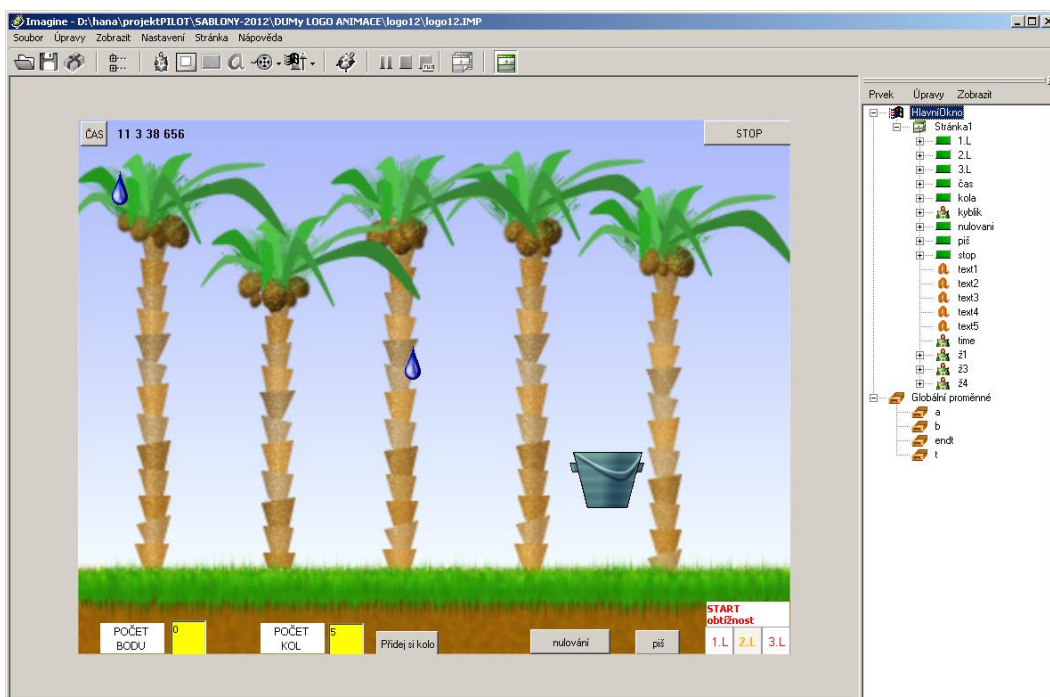 Imagine - D:\hana\projektPILOT\SABLONY-2012\DUMy LOGO ANIMACE\logo12\logo12.IMP
Soubor Úpravy Zobrazit Nastavení Stránka Nápověda
Prvek Úpravy Zobrazit
HlavníOkno
Stránka1
1.L
2.L
3.L
čas
kola
kyblik
nulovani
piš
stop
text1
text2
text3
text4
text5
time
ž1
ž3
ž4
Globální proměnné
a
b
endt
t
ČAS 11 3 38 656
STOP
START
obtížnost
1.L 2.L 3.L
POČET
BODU
0
POČET
KOL
5
Přidej si kolo
nulování
piš